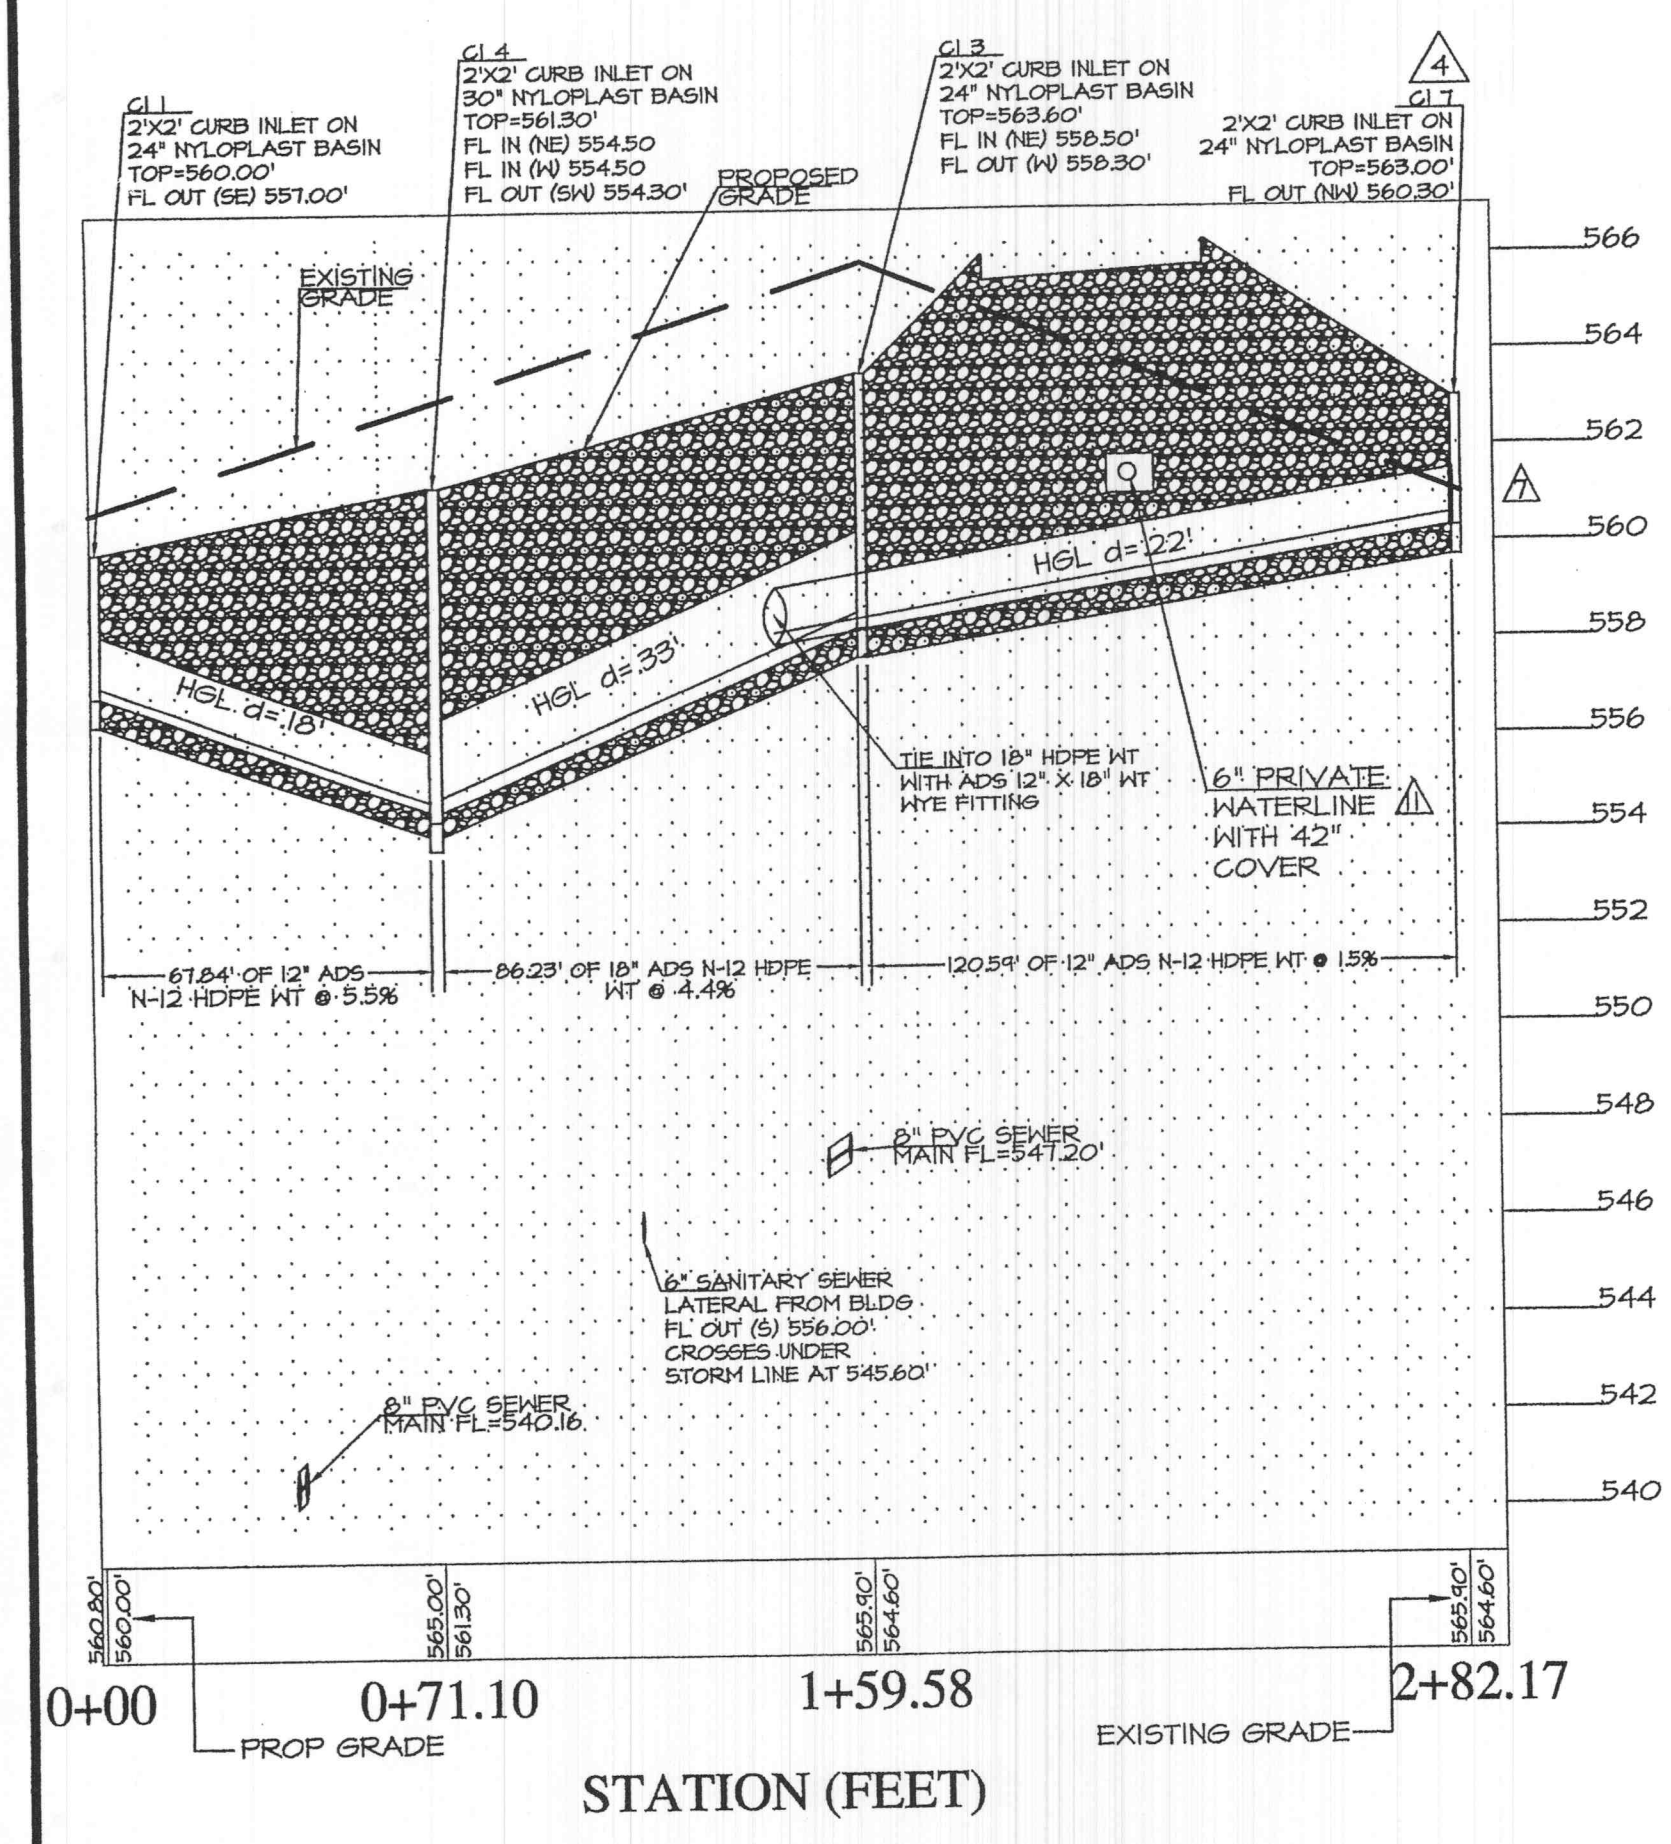 CI 1
2'X2' CURB INLET ON
24" NYLOPLAST BASIN
TOP=560.00'
FL OUT (SE) 557.00'
CI 4
2'X2' CURB INLET ON
30" NYLOPLAST BASIN
TOP=561.30'
FL IN (NE) 554.50
FL IN (W) 554.50
FL OUT (SW) 554.30'
PROPOSED
GRADE
CI 3
2'X2' CURB INLET ON
24" NYLOPLAST BASIN
TOP=563.60'
FL IN (NE) 558.50'
FL OUT (W) 558.30'
4
CI 7
2'X2' CURB INLET ON
24" NYLOPLAST BASIN
TOP=563.00'
FL OUT (NW) 560.30'
EXISTING
GRADE
566
564
562
7
560
558
556
554
552
550
548
546
544
542
540
HGL d=.22'
HGL d=.33'
HGL d=.18'
TIE INTO 18" HDPE WT
WITH ADS 12" X 18" WT
WYE FITTING
6" PRIVATE
WATERLINE
WITH 42"
COVER
11
67.84' OF 12" ADS
N-12 HDPE WT @ 5.5%
86.23' OF 18" ADS N-12 HDPE
WT @ 4.4%
120.59' OF 12" ADS N-12 HDPE WT @ 1.5%
8" PVC SEWER
MAIN FL=547.20'
6" SANITARY SEWER
LATERAL FROM BLDG
FL OUT (S) 556.00'
CROSSES UNDER
STORM LINE AT 545.60'
8" PVC SEWER
MAIN FL=540.16
560.80'
560.00'
565.00'
561.30'
565.90'
564.60'
565.90'
564.60'
0+00
0+71.10
1+59.58
2+82.17
PROP GRADE
EXISTING GRADE
STATION (FEET)